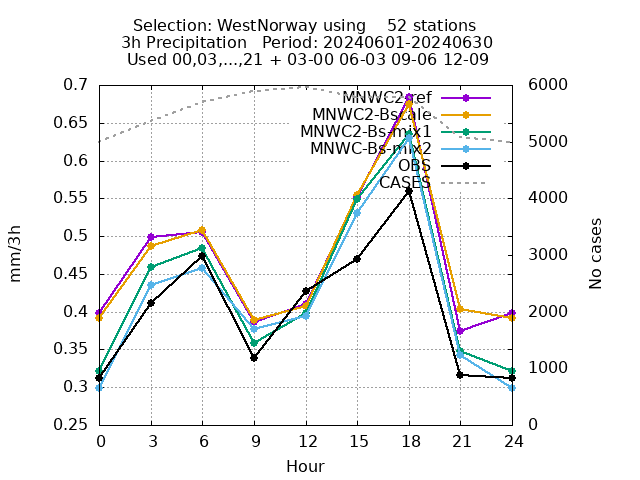 Selection: WestNorway using    52 stations
3h Precipitation   Period: 20240601-20240630
Used 00,03,...,21 + 03-00 06-03 09-06 12-09
0.7
0.65
0.6
0.55
0.5
0.45
0.4
0.35
0.3
0.25
mm/3h
MNWC2-ref
MNWC2-Bscale
MNWC2-Bs-mix1
MNWC-Bs-mix2
OBS
CASES
6000
5000
4000
3000
2000
1000
0
No cases
0 3 6 9 12 15 18 21 24
Hour